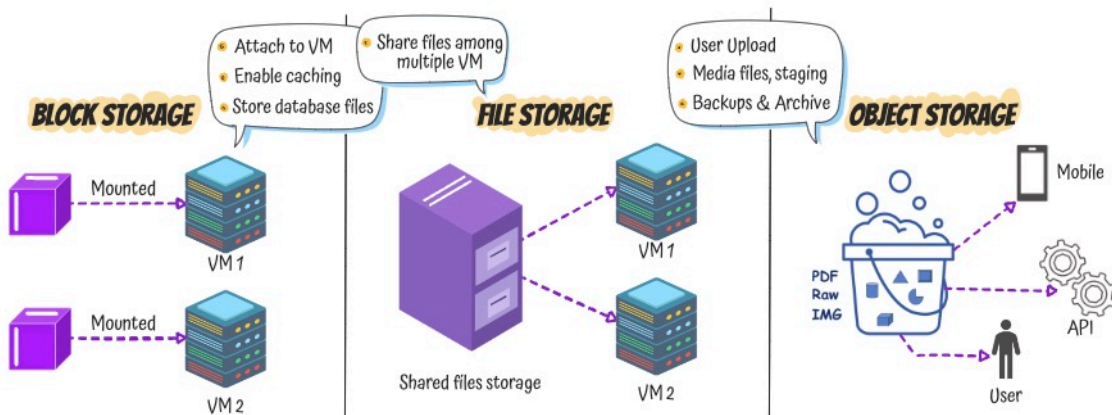 Attach to VM
Enable caching
Store database files
BLOCK STORAGE
Mounted
VM 1
Mounted
VM 2
Share files among
multiple VM
FILE STORAGE
Shared files storage
VM 1
VM 2
User Upload
Media files, staging
Backups & Archive
OBJECT STORAGE
PDF
Raw
IMG
Mobile
API
User